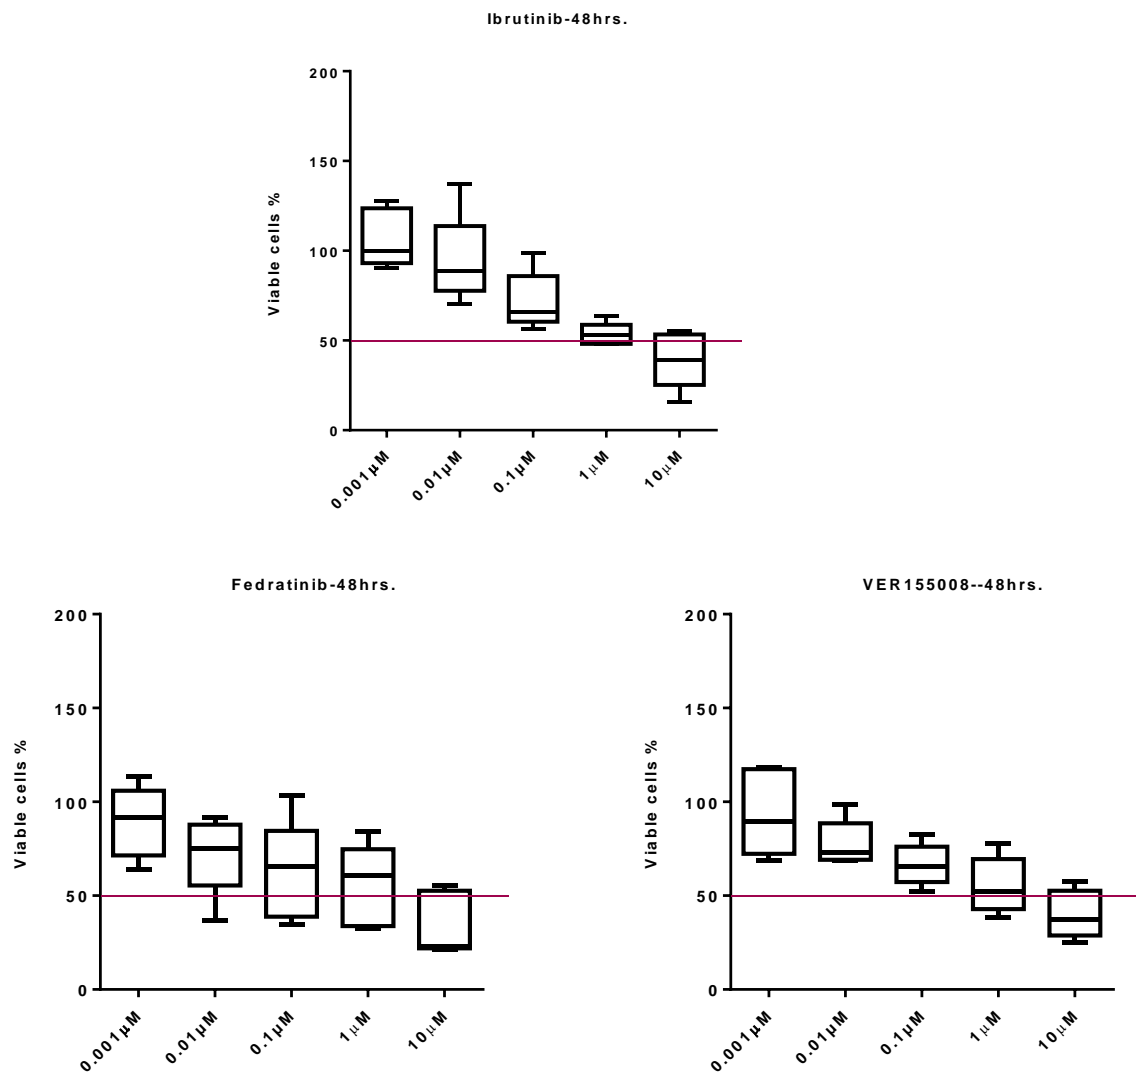 Ibrutinib-48hrs.
Viable cells %
200
150
100
50
0
0.001µM
0.01µM
0.1µM
1µM
10µM
Fedratinib-48hrs.
Viable cells %
200
150
100
50
0
0.001µM
0.01µM
0.1µM
1µM
10µM
VER155008--48hrs.
Viable cells %
200
150
100
50
0
0.001µM
0.01µM
0.1µM
1µM
10µM